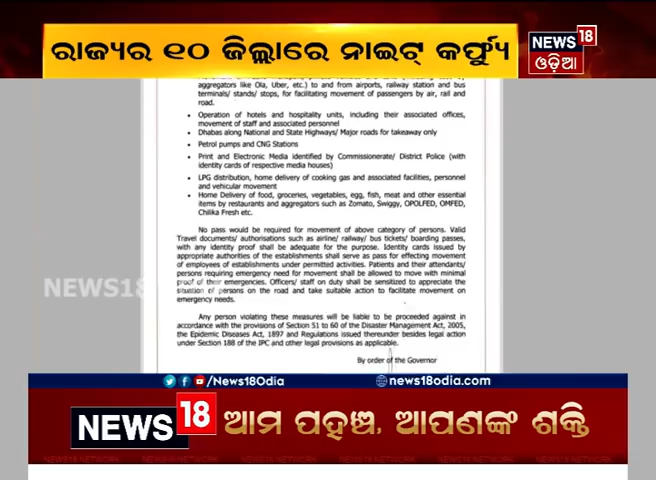 ରାଜ୍ୟର ୧୦ ଜିଲ୍ଲାରେ ନାଇଟ୍ କର୍ଫ୍ୟୁ
NEWS18
ଓଡ଼ିଆ
aggregators like Ola, Uber, etc.) to and from airports, railway station and bus
terminals/ stands/ stops, for facilitating movement of passengers by air, rail and
road.
• Operation of hotels and hospitality units, including their associated offices,
movement of staff and associated personnel
• Dhabas along National and State Highways/ Major roads for takeaway only
• Petrol pumps and CNG Stations
• Print and Electronic Media identified by Commissionerate/ District Police (with
identity cards of respective media houses)
• LPG distribution, home delivery of cooking gas and associated facilities, personnel
and vehicular movement
• Home Delivery of food, groceries, vegetables, egg, fish, meat and other essential
items by restaurants and aggregators such as Zomato, Swiggy, OPOLFED, OMFED,
Chilika Fresh etc.
No pass would be required for movement of above category of persons. Valid
Travel documents/ authorisations such as airline/ railway/ bus tickets/ boarding passes,
with any identity proof shall be adequate for the purpose. Identity cards issued by
appropriate authorities of the establishments shall serve as pass for effecting movement
of employees of establishments under permitted activities. Patients and their attendants/
persons requiring emergency need for movement shall be allowed to move with minimal
proof of their emergencies. Officers/ staff on duty shall be sensitized to appreciate the
situation of persons on the road and take suitable action to facilitate movement on
emergency needs.
NEWS18
Any person violating these measures will be liable to be proceeded against in
accordance with the provisions of Section 51 to 60 of the Disaster Management Act, 2005,
the Epidemic Diseases Act, 1897 and Regulations issued thereunder besides legal action
under Section 188 of the IPC and other legal provisions as applicable.
By order of the Governor
/News18Odia
news18odia.com
NEWS18 ଆମ ପହଞ୍ଚ, ଆପଣଙ୍କ ଶକ୍ତି
NEWS18 NETWORK NEWS18 NETWORK NEWS18 NETWORK NEWS18 NETWORK NEWS18 NETWORK